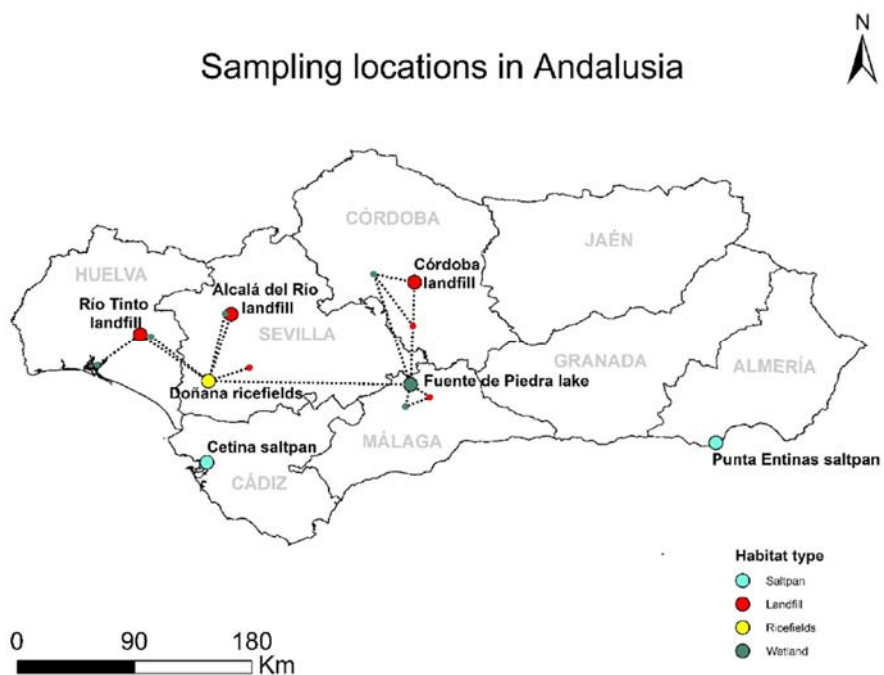 N
Sampling locations in Andalusia
CÓRDOBA
JAÉN
HUELVA
Córdoba
landfill
Alcalá del Río
landfill
Río Tinto
landfill
SEVILLA
GRANADA
ALMERÍA
Fuente de Piedra lake
Doñana ricefields
MÁLAGA
Cetina saltpan
Punta Entinas saltpan
CÁDIZ
Habitat type
Saltpan
Landfill
Ricefields
Wetland
0 90 180
Km